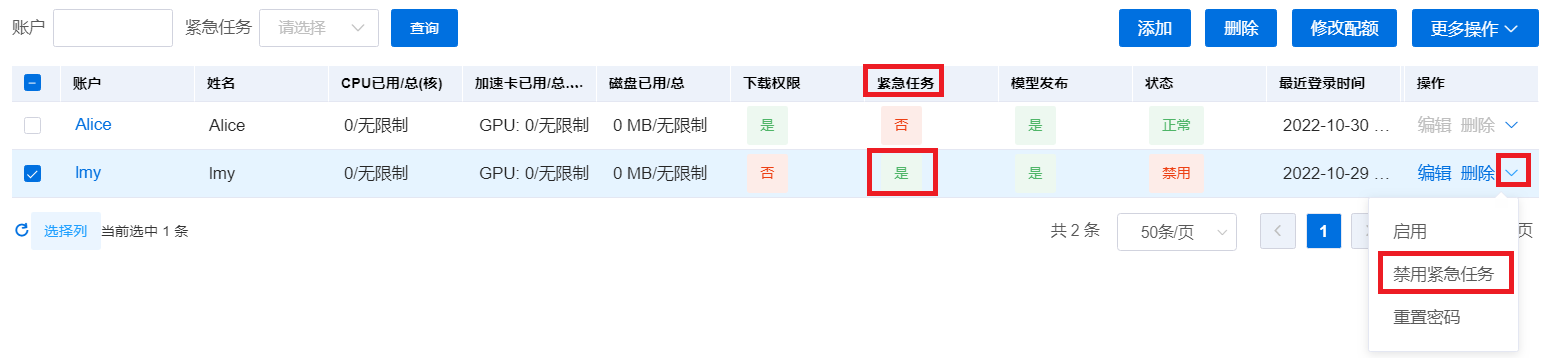 账户 紧急任务 请选择 查询 添加 删除 修改配额 更多操作
账户 姓名 CPU已用/总(核) 加速卡已用/总.... 磁盘已用/总 下载权限 紧急任务 模型发布 状态 最近登录时间 操作
Alice Alice 0/无限制 GPU: 0/无限制 0 MB/无限制 是 否 是 正常 2022-10-30 ... 编辑 删除
lmy lmy 0/无限制 GPU: 0/无限制 0 MB/无限制 否 是 是 禁用 2022-10-29 ... 编辑 删除
选择列 当前选中 1 条 共 2 条 50条/页 1 页
启用
禁用紧急任务
重置密码